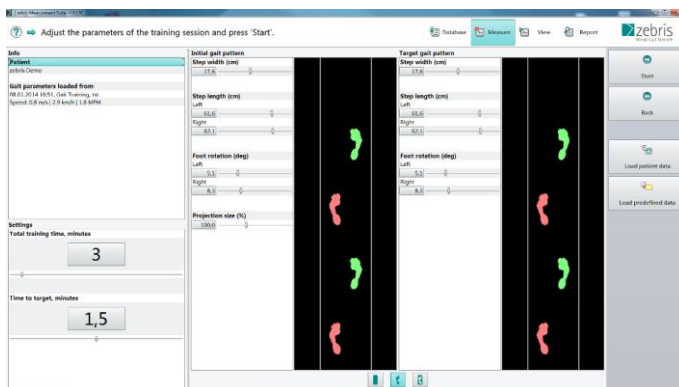 Adjust the parameters of the training session and press 'Start'.
Database
Measure
View
Report
zebris
Medical GmbH
Info
Patient
zebris Demo
Gait parameters loaded from
08.01.2014 16:51, Gait Training, tst
Speed: 0.8 m/s | 2.9 km/h | 1.8 MPH
Settings
Total training time, minutes
3
Time to target, minutes
1,5
Initial gait pattern
Step width (cm)
17,6
Step length (cm)
Left
61,6
Right
62,1
Foot rotation (deg)
Left
5,1
Right
8,3
Projection size (%)
100,0
Target gait pattern
Step width (cm)
17,6
Step length (cm)
Left
61,6
Right
62,1
Foot rotation (deg)
Left
5,1
Right
8,3
Start
Back
Load patient data
Load predefined data